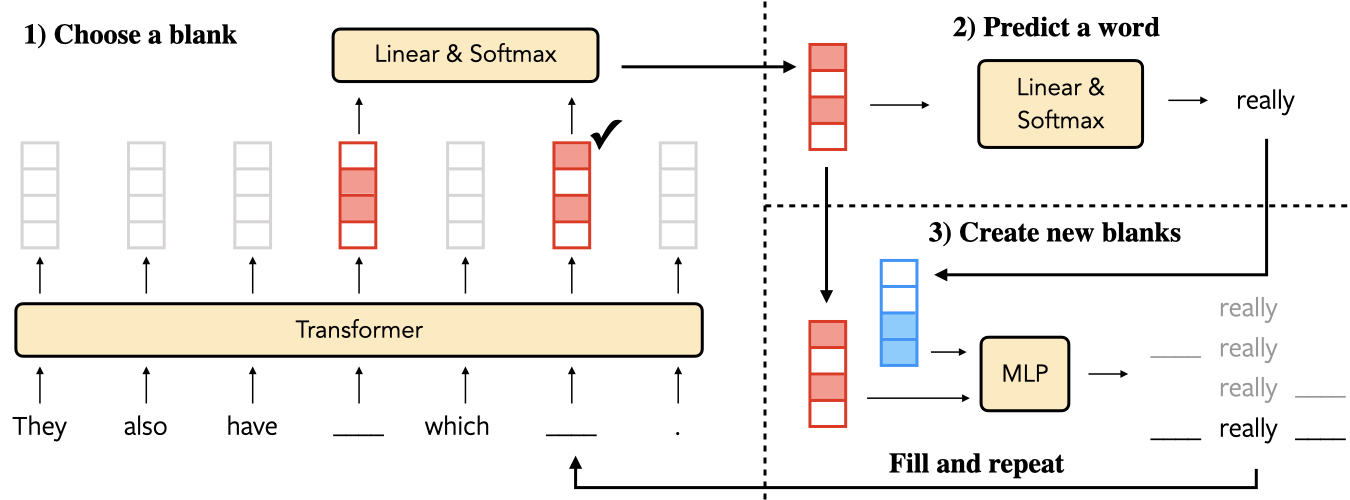 1) Choose a blank
Linear & Softmax
Transformer
They also have ____ which ____ .
2) Predict a word
Linear &
Softmax
really
3) Create new blanks
MLP
really
____ really
really ____
____ really ____
Fill and repeat